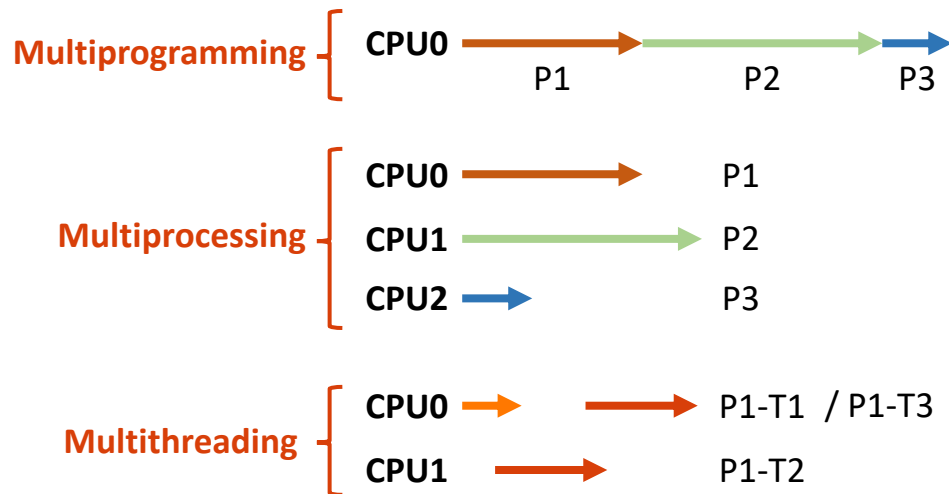 Multiprogramming CPU0
P1 P2 P3
CPU0 P1
Multiprocessing CPU1 P2
CPU2 P3
CPU0 P1-T1 / P1-T3
Multithreading
CPU1 P1-T2